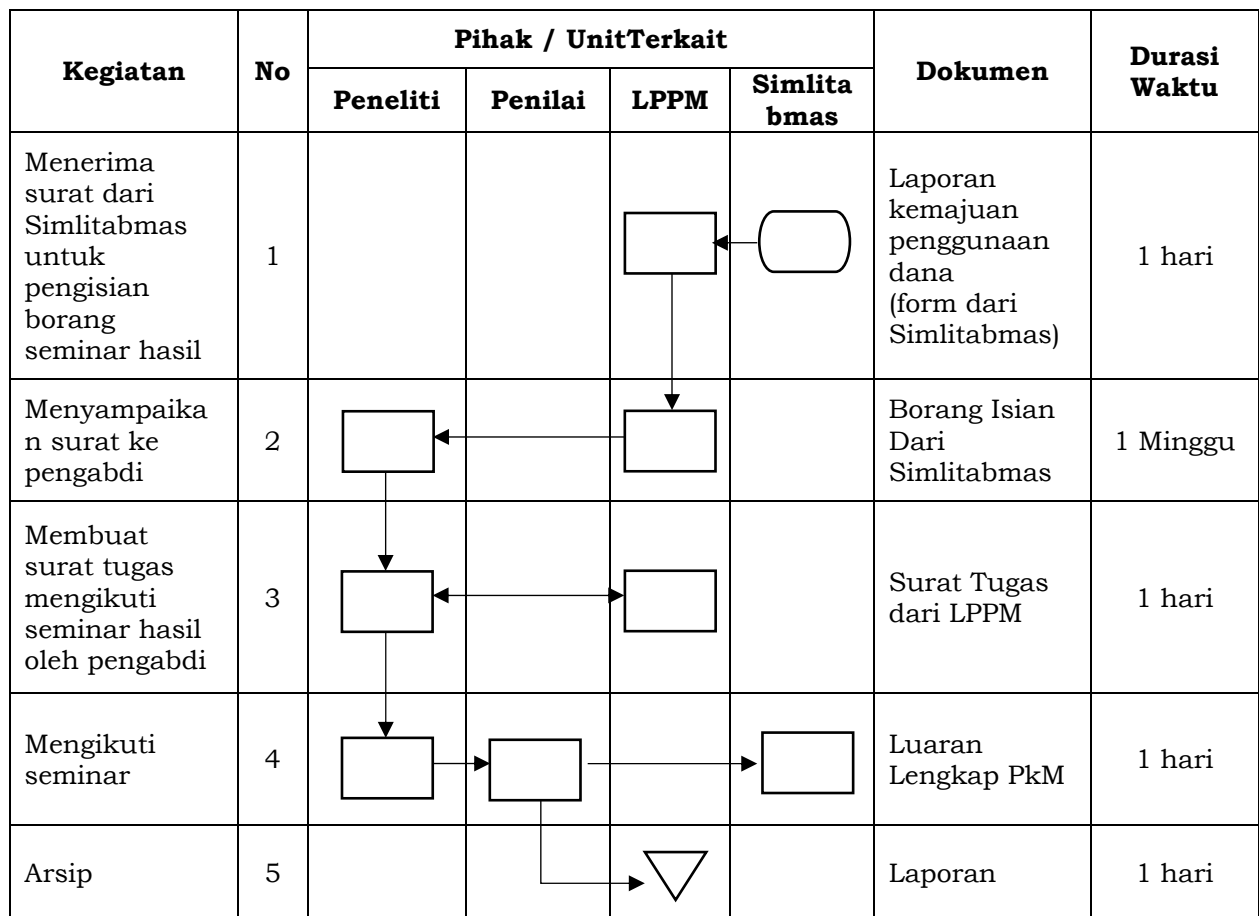 Kegiatan
No
Pihak / UnitTerkait
Dokumen
Durasi
Waktu
Peneliti
Penilai
LPPM
Simlita
bmas
Menerima
surat dari
Simlitabmas
untuk
pengisian
borang
seminar hasil
1
Laporan
kemajuan
penggunaan
dana
(form dari
Simlitabmas)
1 hari
Menyampaika
n surat ke
pengabdi
2
Borang Isian
Dari
Simlitabmas
1 Minggu
Membuat
surat tugas
mengikuti
seminar hasil
oleh pengabdi
3
Surat Tugas
dari LPPM
1 hari
Mengikuti
seminar
4
Luaran
Lengkap PkM
1 hari
Arsip
5
Laporan
1 hari